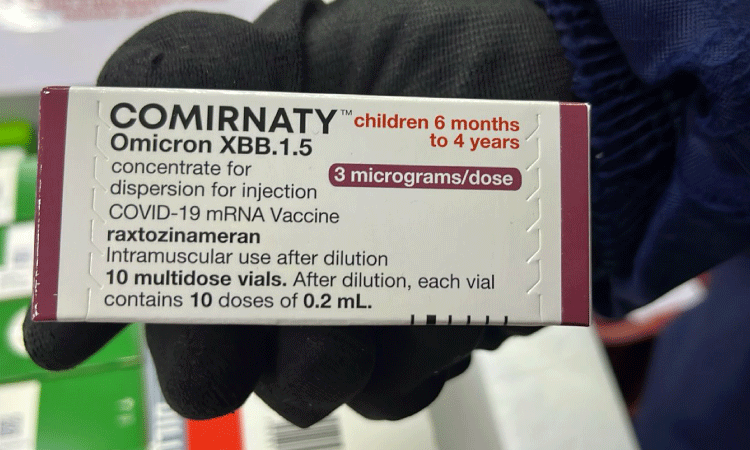 COMIRNATY™ children 6 months
to 4 years
Omicron XBB.1.5
concentrate for
dispersion for injection
3 micrograms/dose
COVID-19 mRNA Vaccine
raxtozinameran
Intramuscular use after dilution
10 multidose vials. After dilution, each vial
contains 10 doses of 0.2 mL.